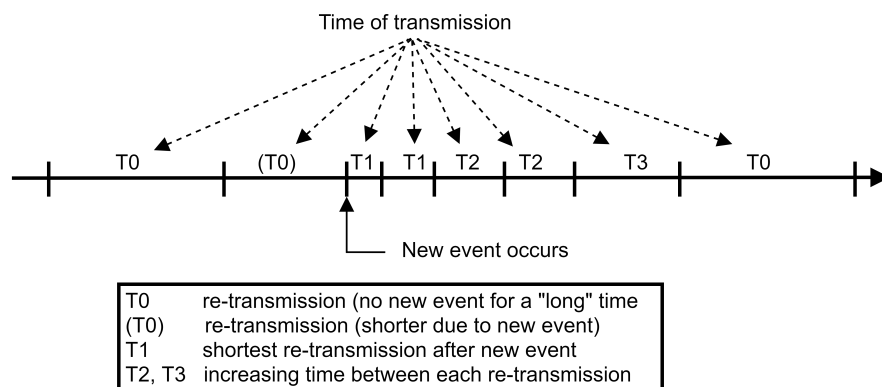 Time of transmission
T0 (T0) T1 T1 T2 T2 T3 T0
New event occurs
T0 re-transmission (no new event for a "long" time
(T0) re-transmission (shorter due to new event)
T1 shortest re-transmission after new event
T2, T3 increasing time between each re-transmission